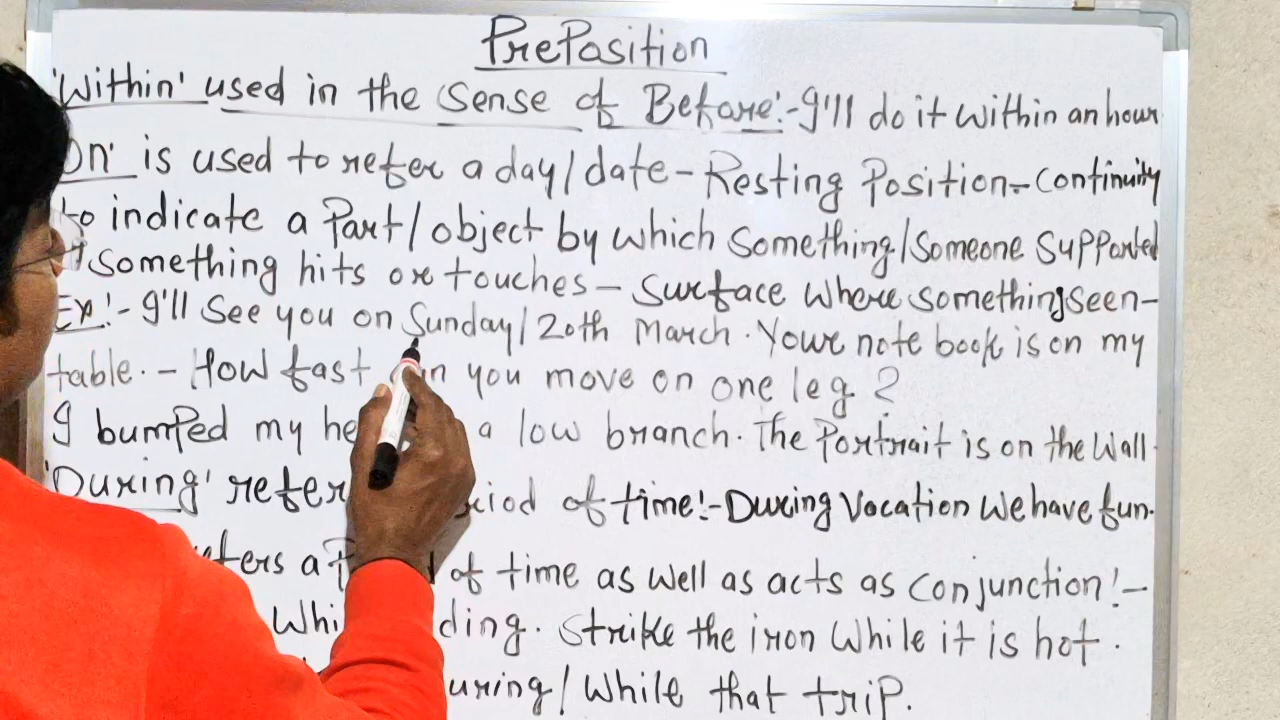 Preposition
'Within' used in the sense of Before:- I'll do it within an hour
On' is used to refer a day/date - Resting Position - Continuity
to indicate a Part/object by which Something/Someone Supported
something hits or touches - Surface where something seen -
Ex:- I'll See you on Sunday/20th March. Your note book is on my
table. - How fast you move on one leg?
I bumped my a low branch. The Portrait is on the Wall.
'During' refer of time:- During Vocation We have fun.
a of time as well as acts as Conjunction:-
Strike the iron While it is hot.
/While that trip.